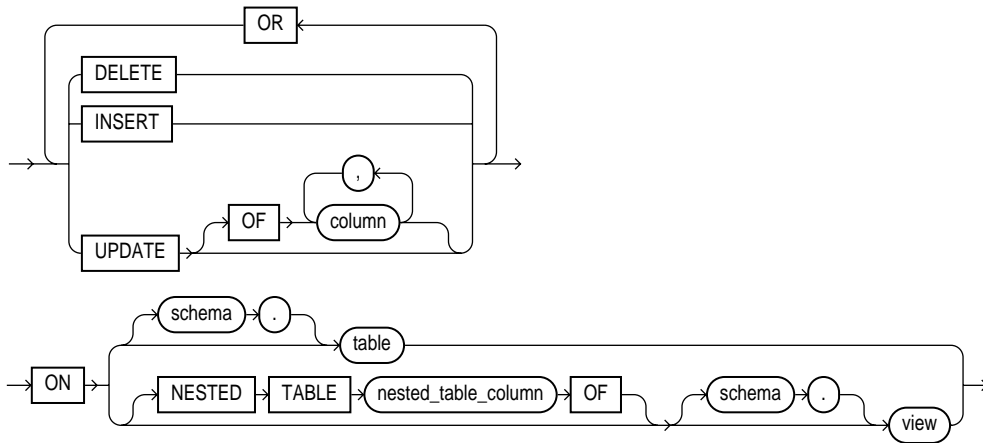 OR
DELETE
INSERT
,
OF column
UPDATE
schema .
ON table
NESTED TABLE nested_table_column OF schema .
view